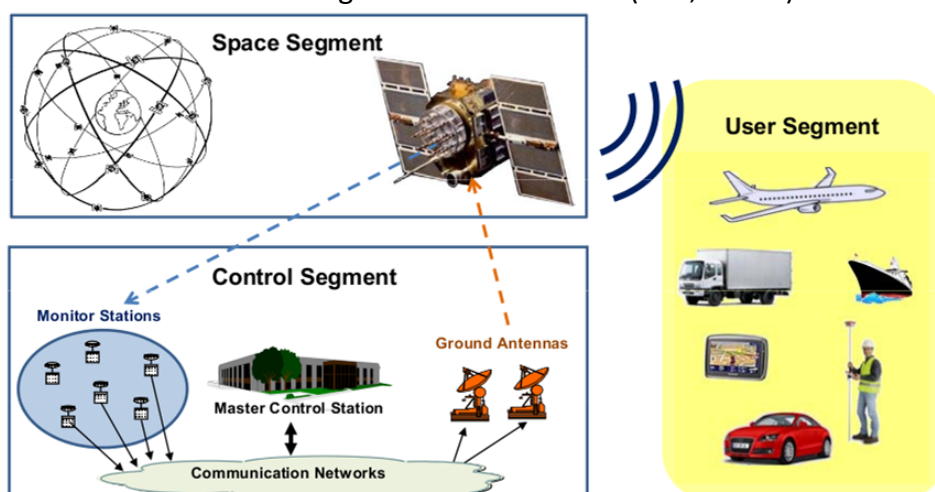 Space Segment
User Segment
Control Segment
Monitor Stations
Ground Antennas
Master Control Station
Communication Networks